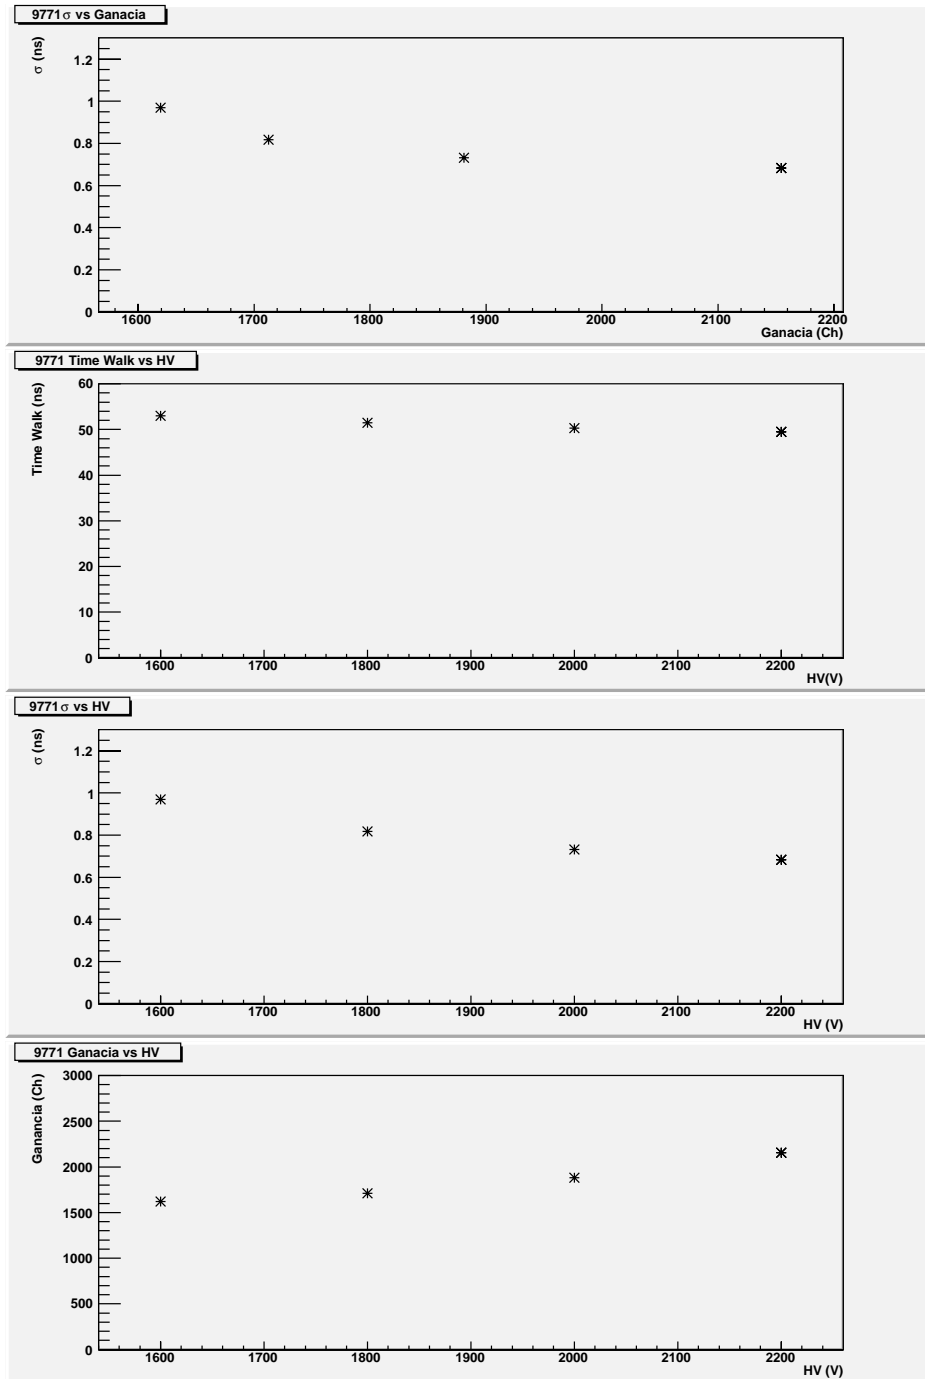 9771 σ vs Ganacia
σ (ns)
1.2
1
0.8
0.6
0.4
0.2
0
1600 1700 1800 1900 2000 2100 2200
Ganacia (Ch)
9771 Time Walk vs HV
Time Walk (ns)
60
50
40
30
20
10
0
1600 1700 1800 1900 2000 2100 2200
HV(V)
9771 σ vs HV
σ (ns)
1.2
1
0.8
0.6
0.4
0.2
0
1600 1700 1800 1900 2000 2100 2200
HV (V)
9771 Ganacia vs HV
Ganancia (Ch)
3000
2500
2000
1500
1000
500
0
1600 1700 1800 1900 2000 2100 2200
HV (V)